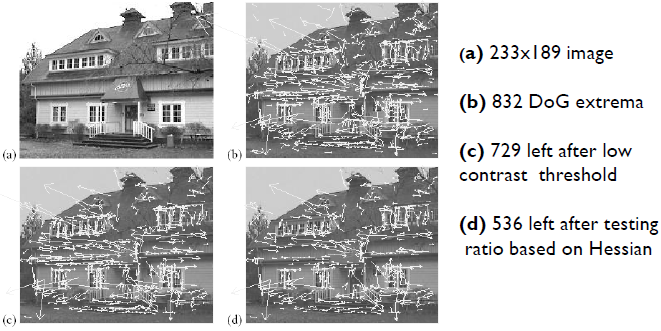 (a) 233x189 image
(b) 832 DoG extrema
(c) 729 left after low
contrast threshold
(d) 536 left after testing
ratio based on Hessian
(a)
(b)
(c)
(d)